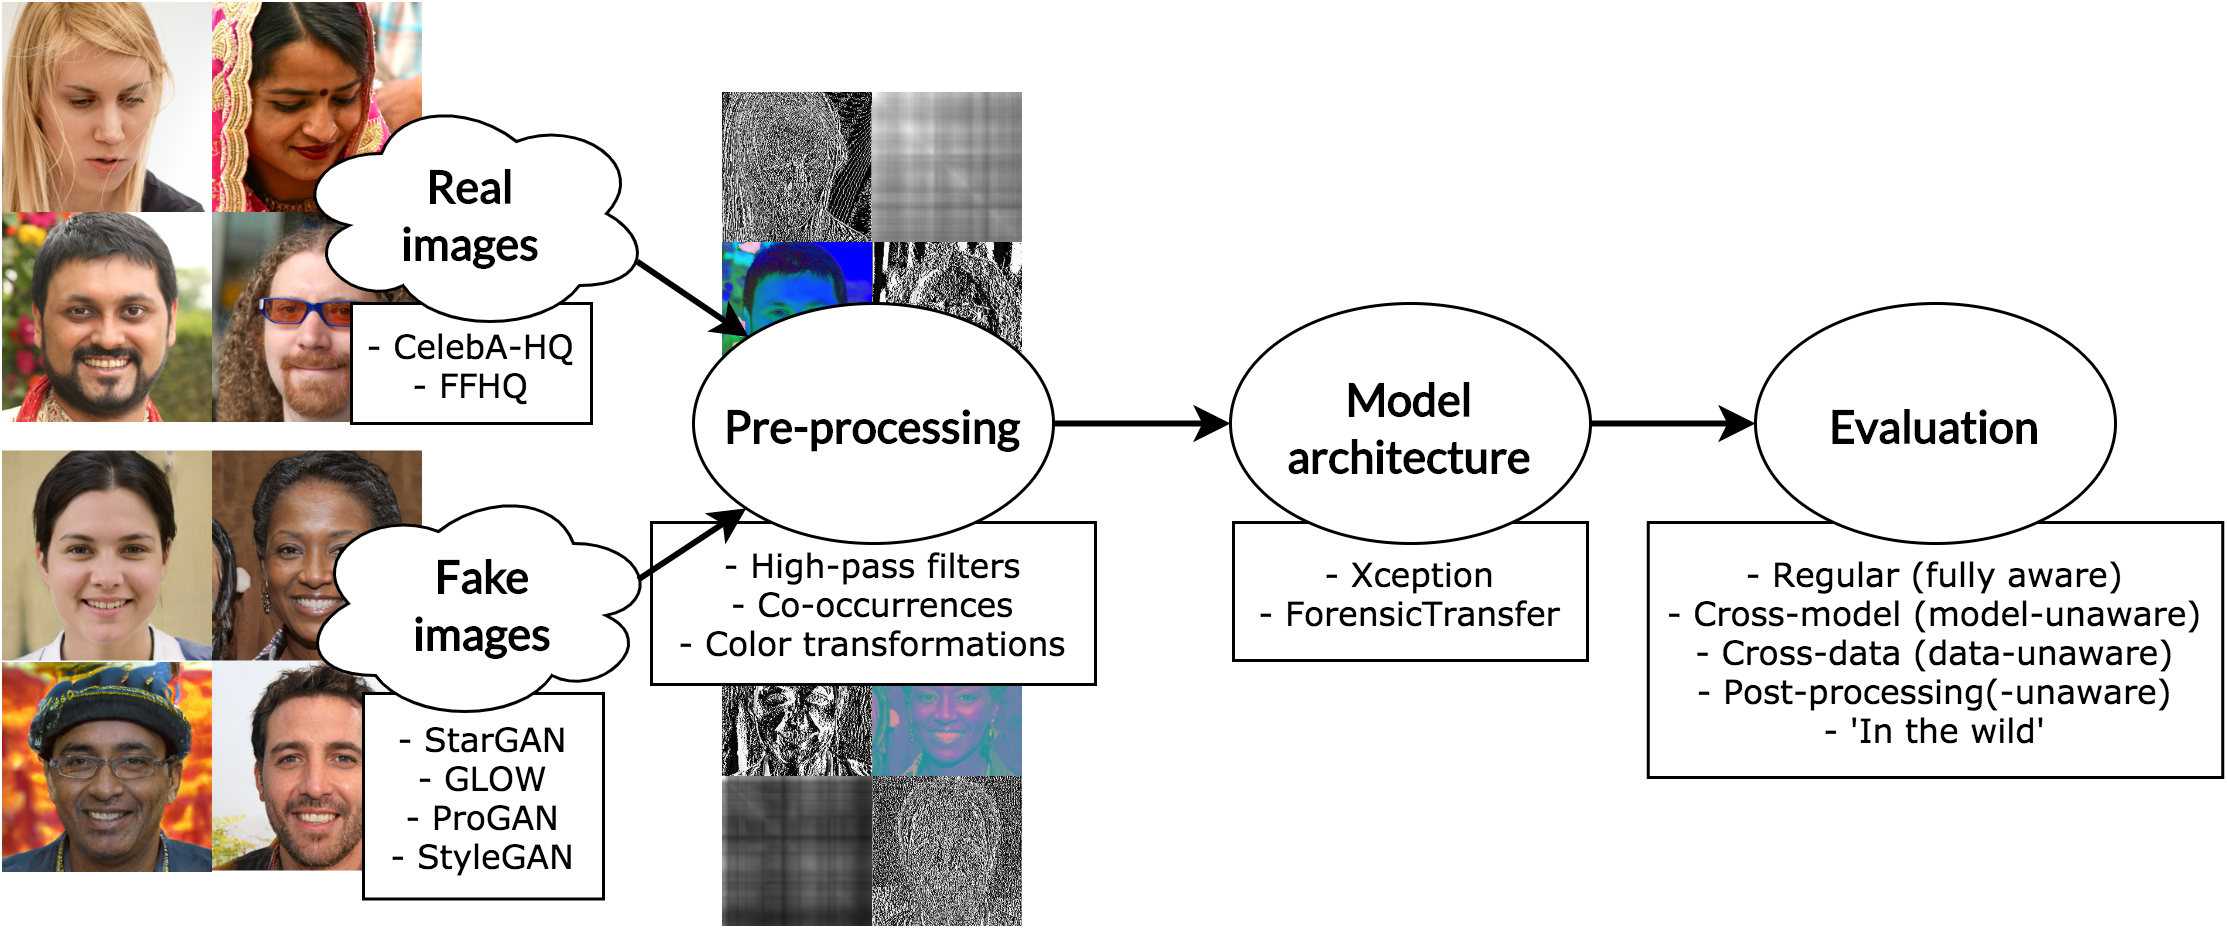 Real
images
- CelebA-HQ
- FFHQ
Fake
images
- StarGAN
- GLOW
- ProGAN
- StyleGAN
Pre-processing
- High-pass filters
- Co-occurrences
- Color transformations
Model
architecture
- Xception
- ForensicTransfer
Evaluation
- Regular (fully aware)
- Cross-model (model-unaware)
- Cross-data (data-unaware)
- Post-processing(-unaware)
- 'In the wild'